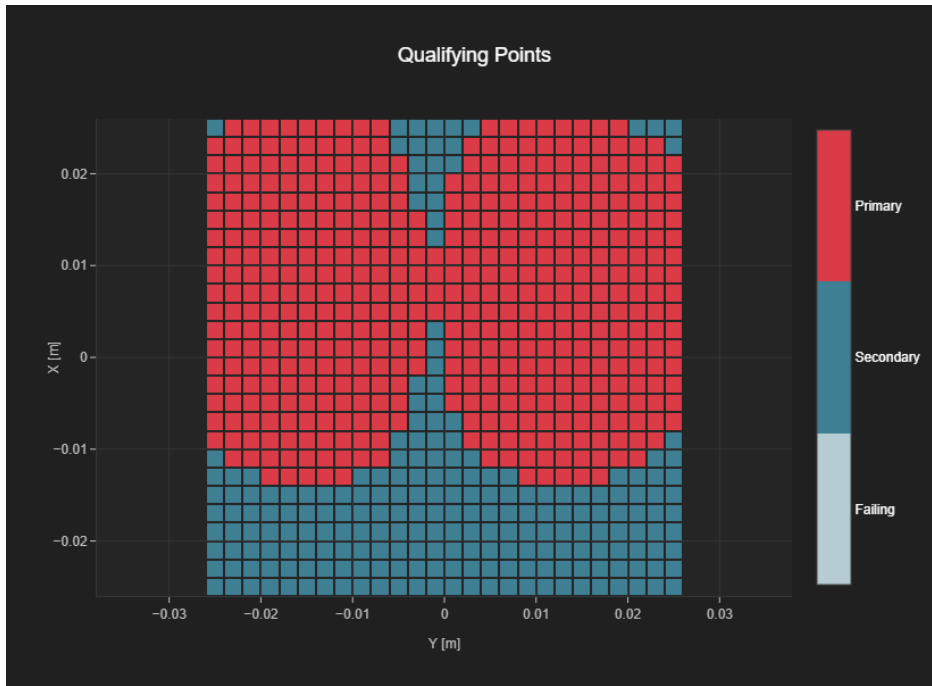 Qualifying Points
X [m]
0.02
0.01
0
−0.01
−0.02
−0.03
−0.02
−0.01
0
0.01
0.02
0.03
Y [m]
Primary
Secondary
Failing